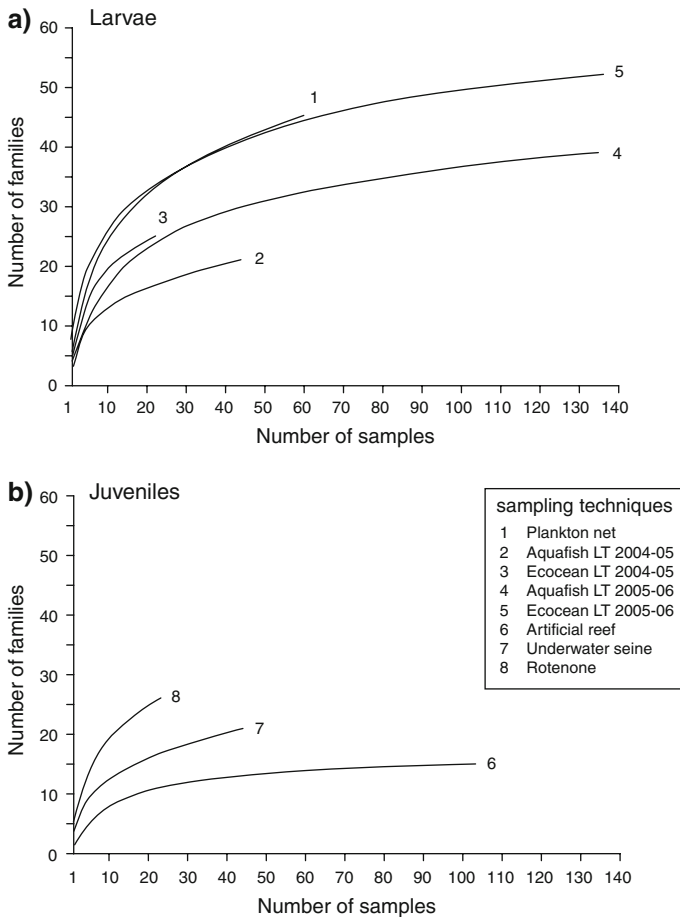 a) Larvae
60
50
40
30
20
10
0
Number of families
1
5
4
3
2
1 10 20 30 40 50 60 70 80 90 100 110 120 130 140
Number of samples
b) Juveniles
60
50
40
30
20
10
0
Number of families
8
7
6
1 10 20 30 40 50 60 70 80 90 100 110 120 130 140
Number of samples
sampling techniques
1 Plankton net
2 Aquafish LT 2004-05
3 Ecocean LT 2004-05
4 Aquafish LT 2005-06
5 Ecocean LT 2005-06
6 Artificial reef
7 Underwater seine
8 Rotenone